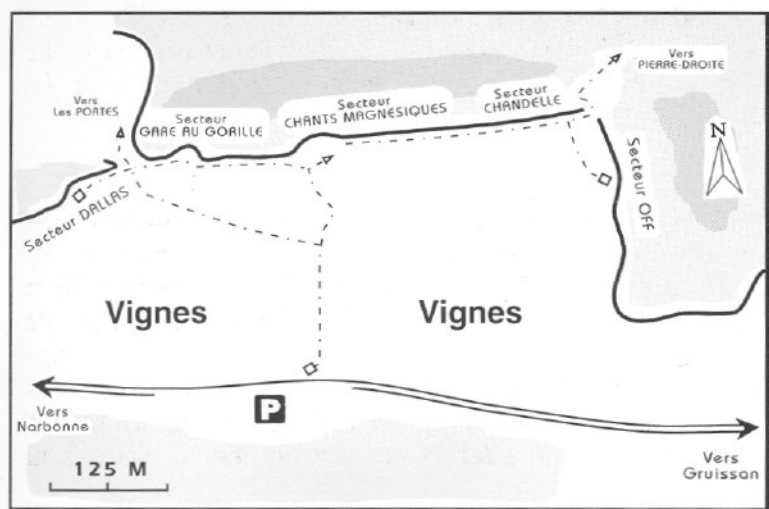 Vers
PIERRE-DROITE
Vers
Les PORTES
Secteur
GARE AU GORILLE
Secteur
CHANTS MAGNESIQUES
Secteur
CHANDELLE
N
Secteur DALLAS
Secteur OFF
Vignes
Vignes
Vers
Narbonne
P
Vers
Gruissan
125 M